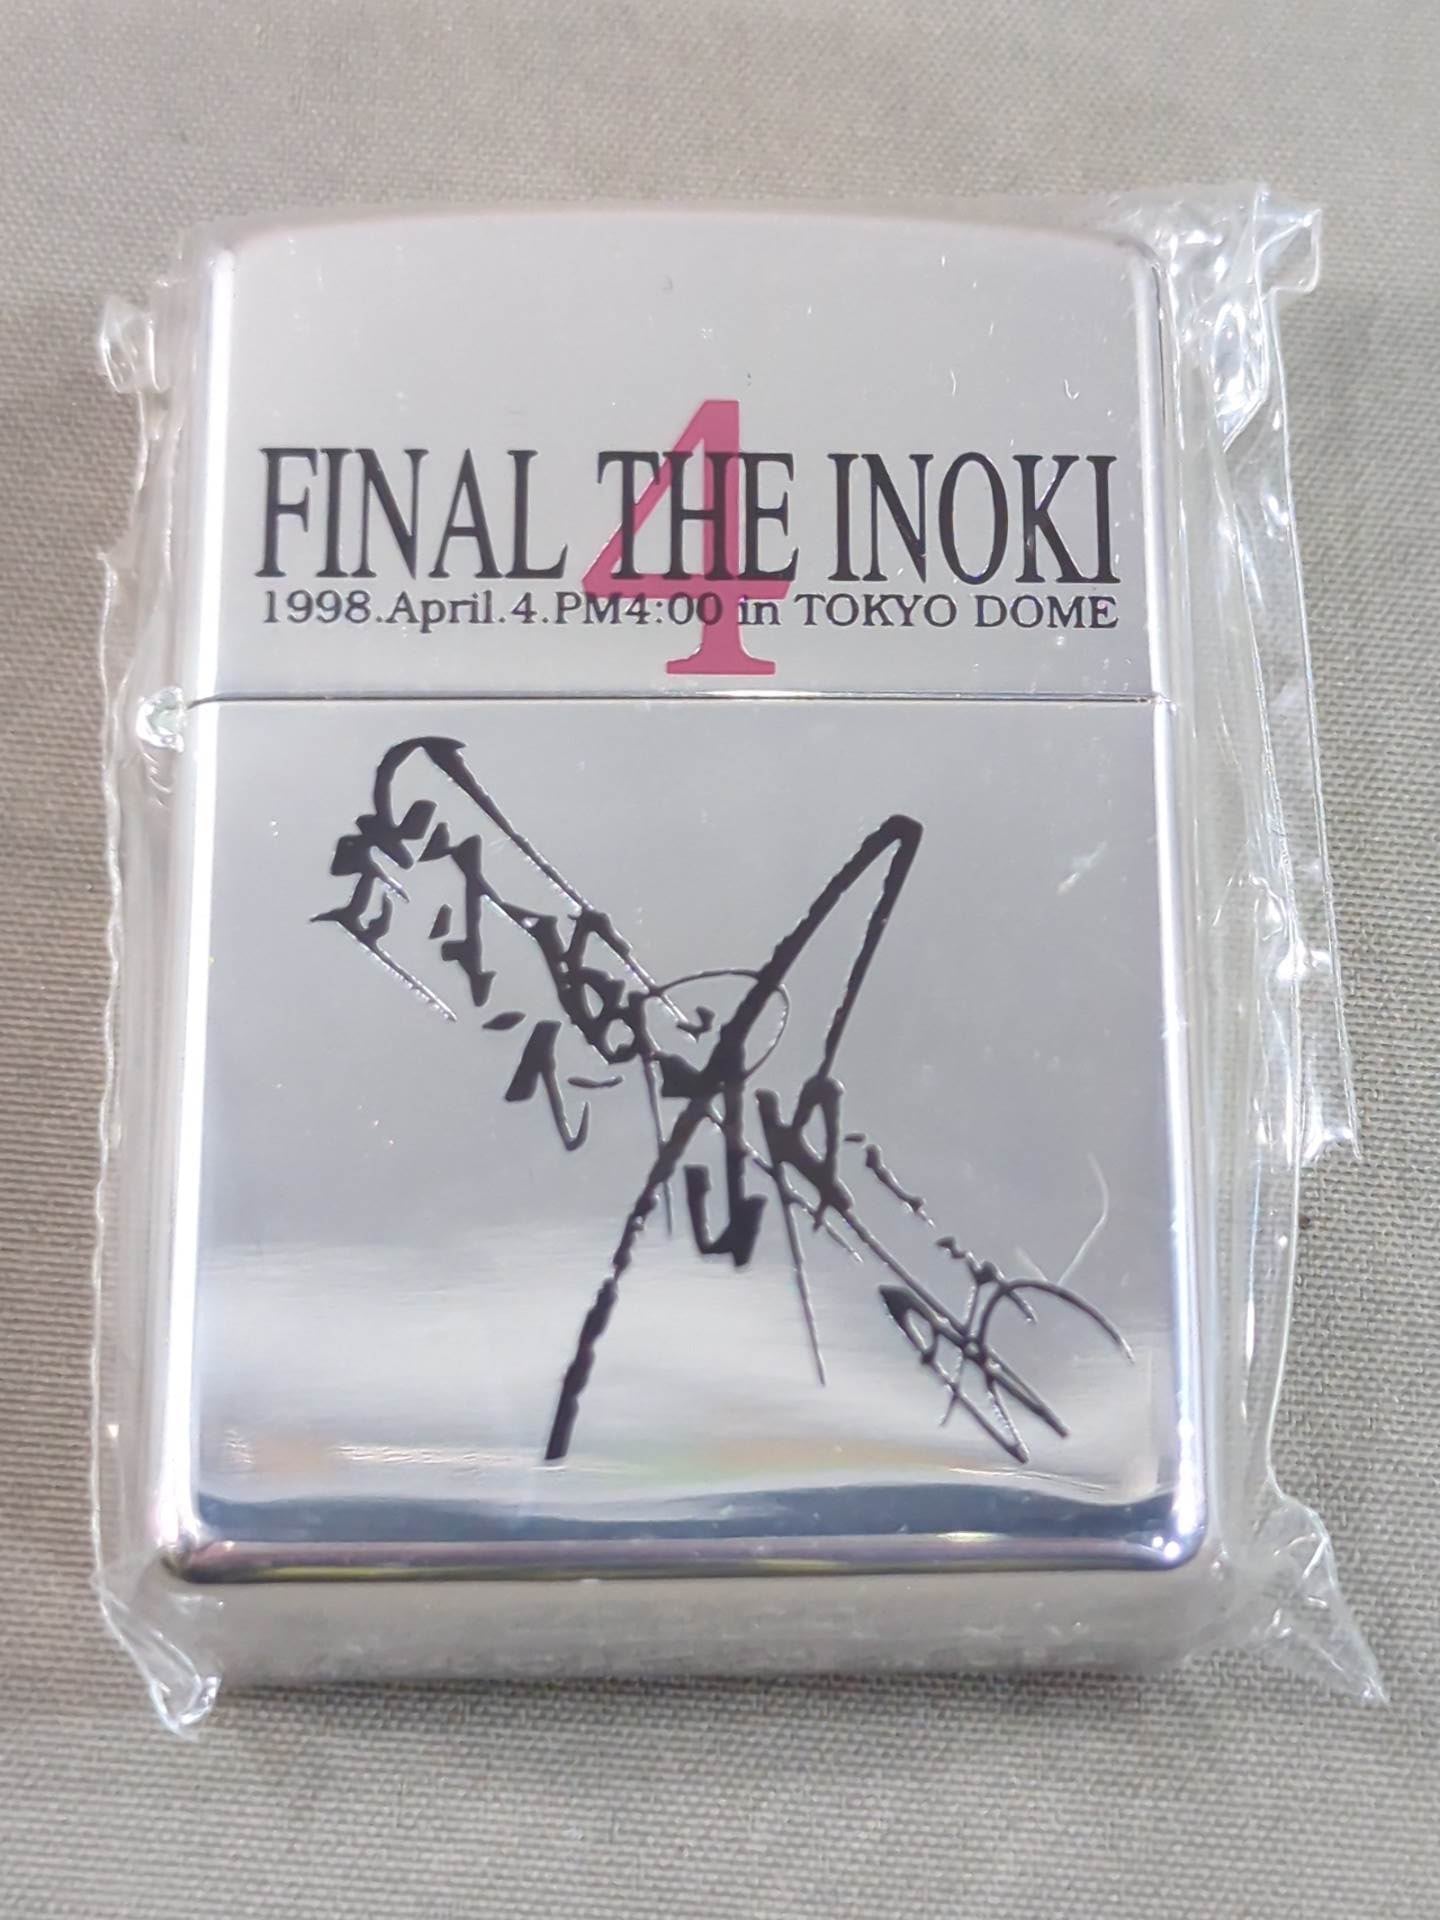 4
FINAL THE INOKI
1998.April.4.PM4:00 in TOKYO DOME